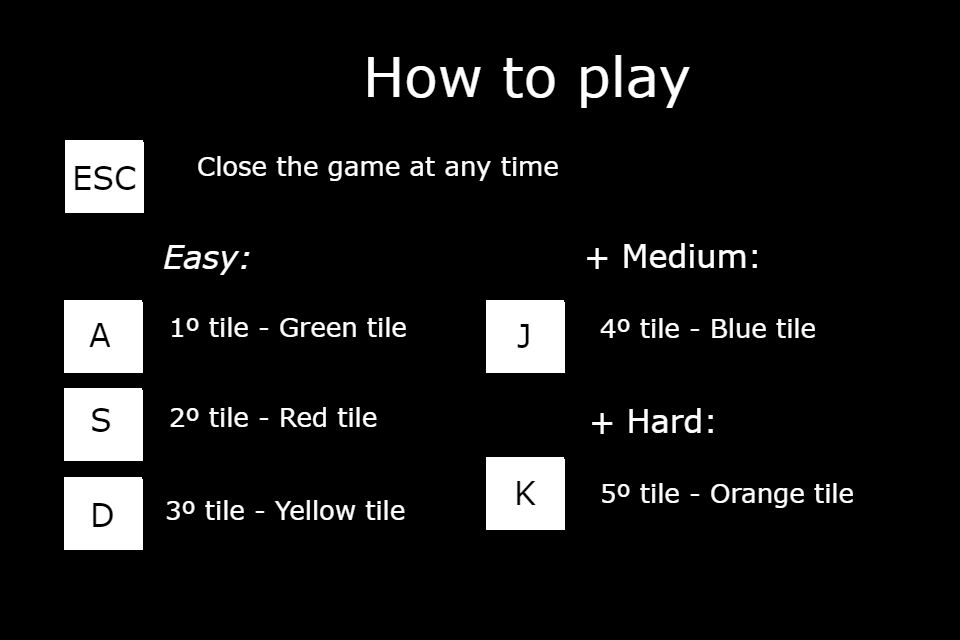 How to play
ESC Close the game at any time
Easy:
A 1º tile - Green tile
S 2º tile - Red tile
D 3º tile - Yellow tile
+ Medium:
J 4º tile - Blue tile
+ Hard:
K 5º tile - Orange tile